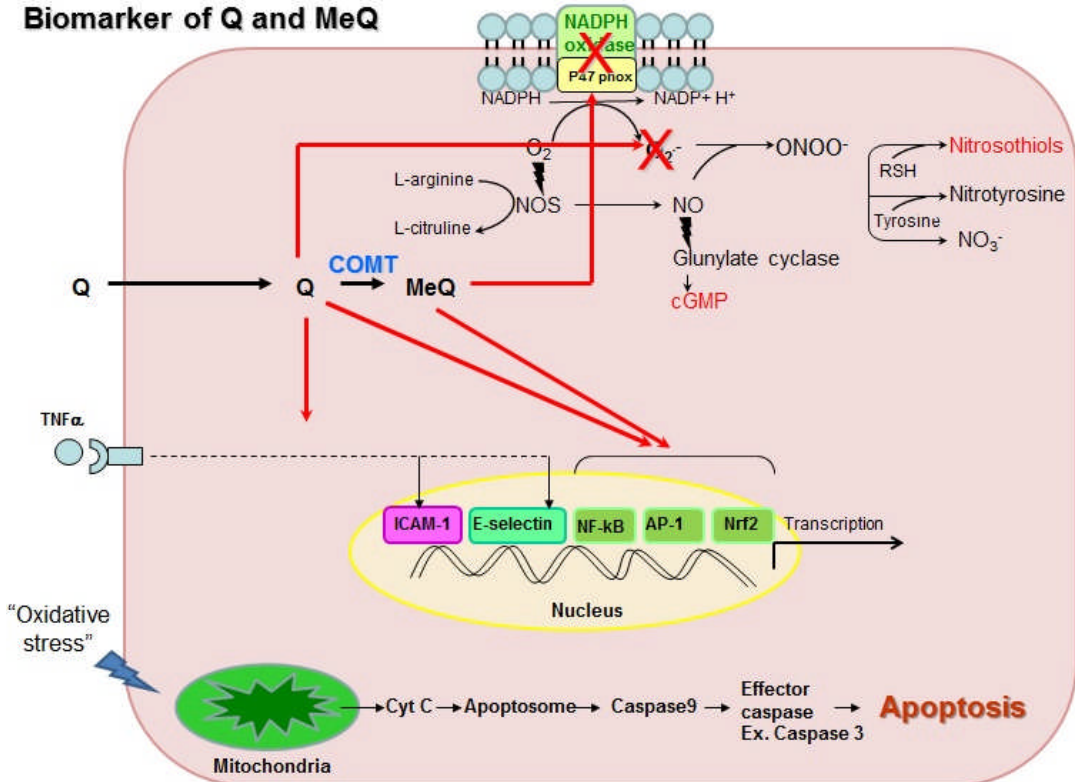 Biomarker of Q and MeQ
NADPH
oxidase
P47 phox
NADPH
NADP+ H⁺
O₂
O₂·-
ONOO⁻
Nitrosothiols
RSH
L-arginine
NOS
NO
Nitrotyrosine
Tyrosine
L-citruline
NO₃⁻
Glunylate cyclase
COMT
Q
Q
MeQ
cGMP
TNFα
ICAM-1
E-selectin
NF-kB
AP-1
Nrf2
Transcription
Nucleus
“Oxidative
stress”
Cyt C
Apoptosome
Caspase9
Effector
caspase
Ex. Caspase 3
Apoptosis
Mitochondria